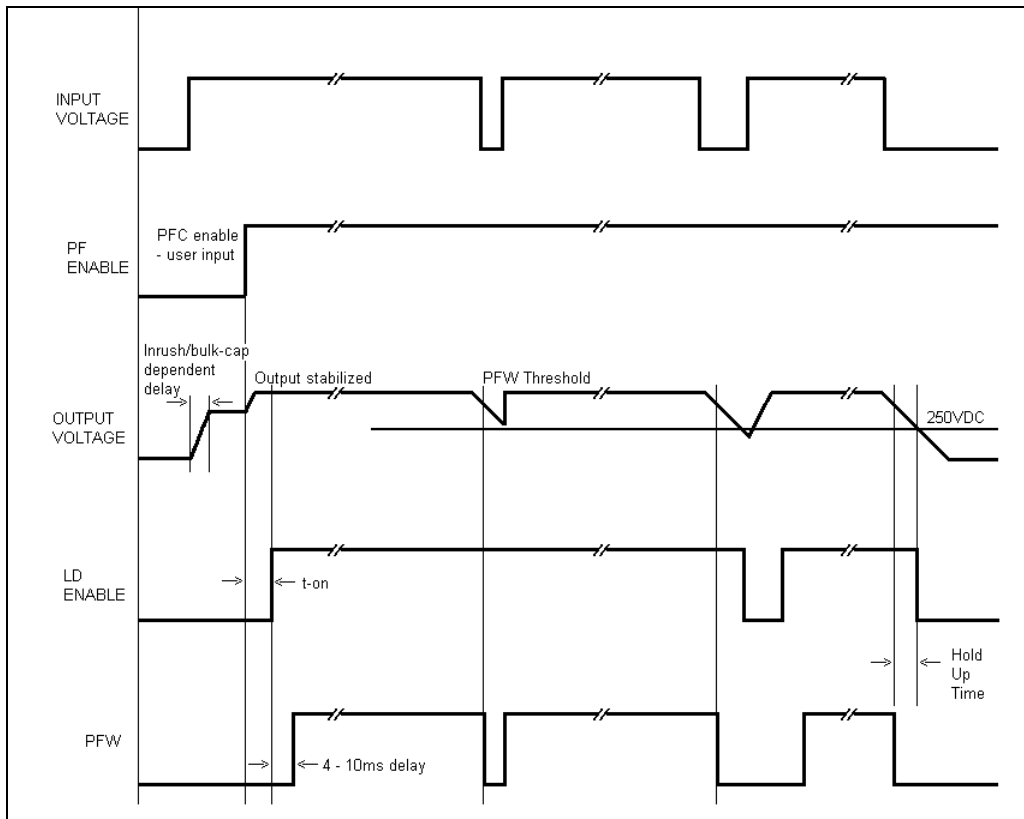 INPUT
VOLTAGE
PFC enable
- user input
PF
ENABLE
Inrush/bulk-cap
dependent
delay
Output stabilized
PFW Threshold
OUTPUT
VOLTAGE
250VDC
LD
ENABLE
t-on
Hold
Up
Time
PFW
4 - 10ms delay